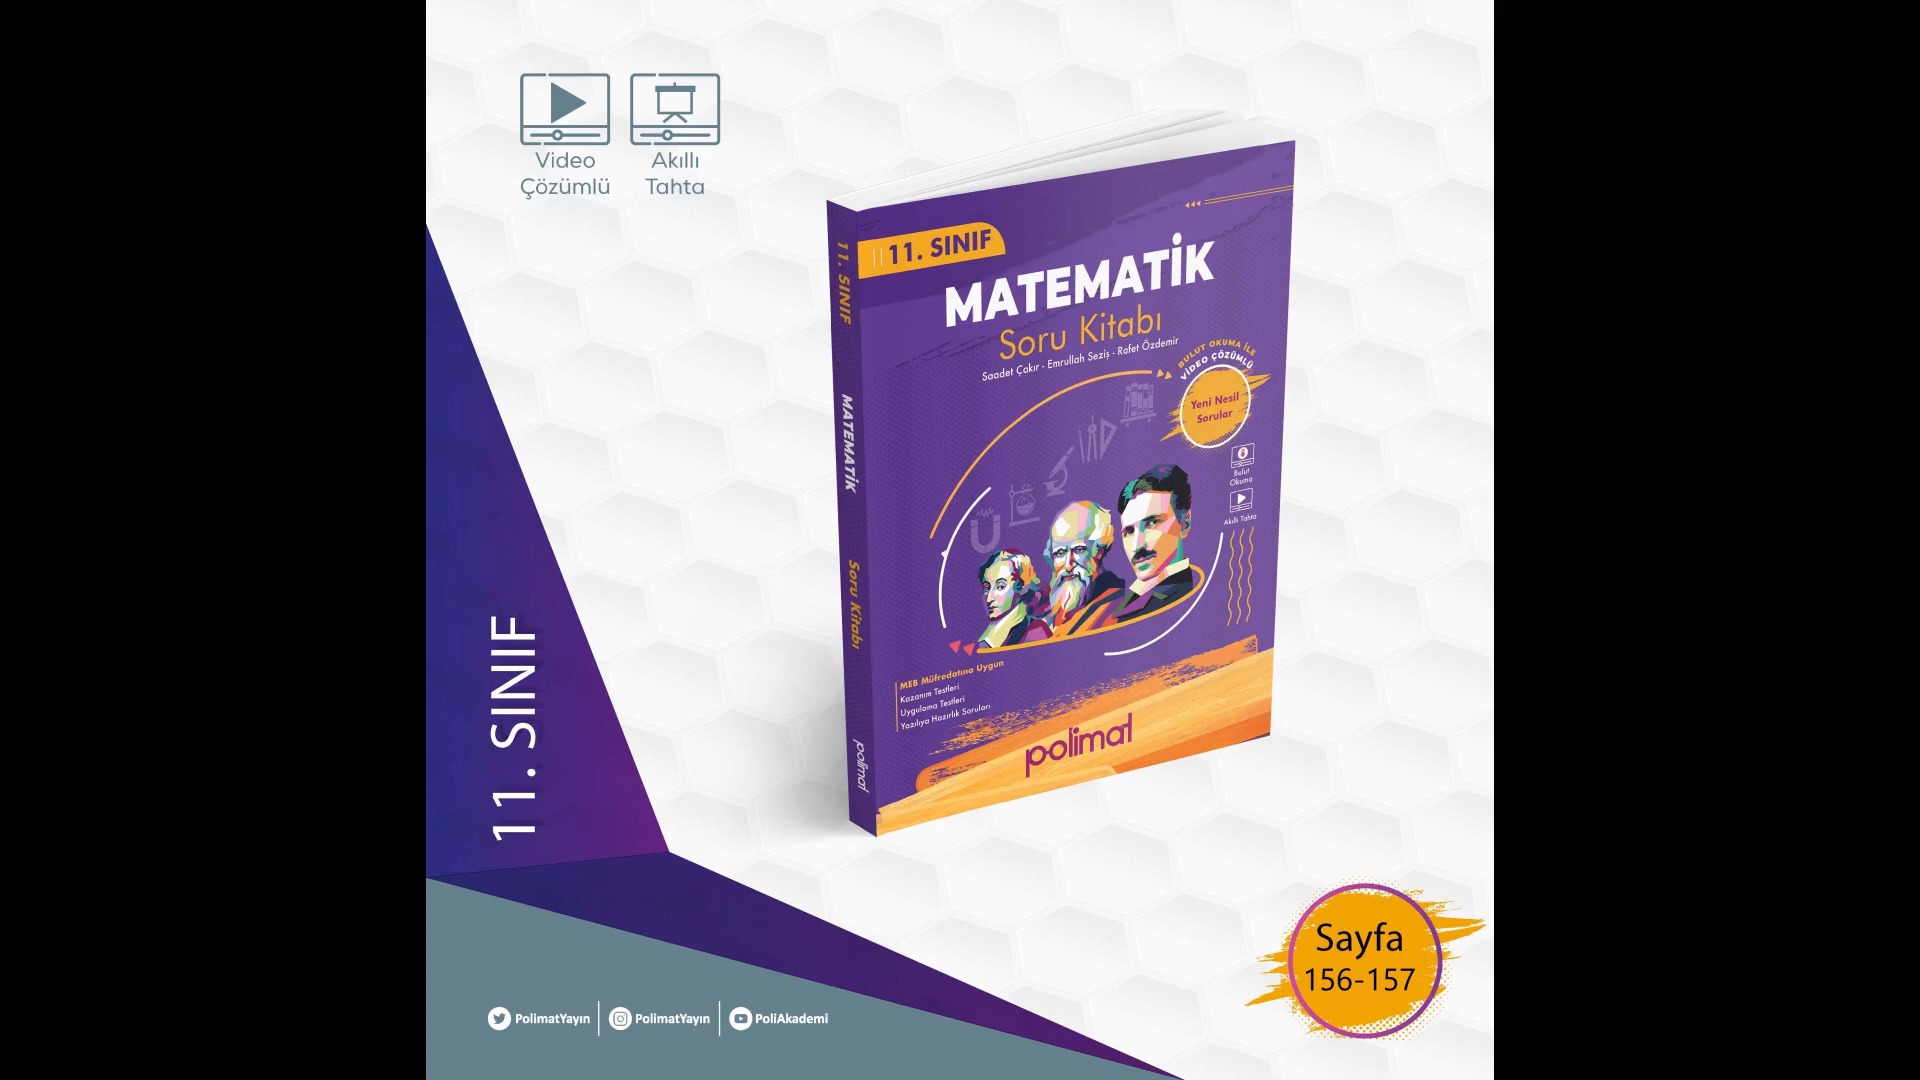 Video
Çözümlü
Akıllı
Tahta
11. SINIF
MATEMATİK
Soru Kitabı
Saadet Çakır - Emrullah Seziş - Rafet Özdemir
BULUT OKUMA İLE
VİDEO ÇÖZÜMLÜ
Yeni Nesil
Sorular
Bulut
Okuma
Akıllı Tahta
MEB Müfredatına Uygun
Kazanım Testleri
Uygulama Testleri
Yazılıya Hazırlık Soruları
polimat
11. SINIF
MATEMATİK
Soru Kitabı
polimat
11. SINIF
Sayfa
156-157
PolimatYayın
PolimatYayın
PoliAkademi